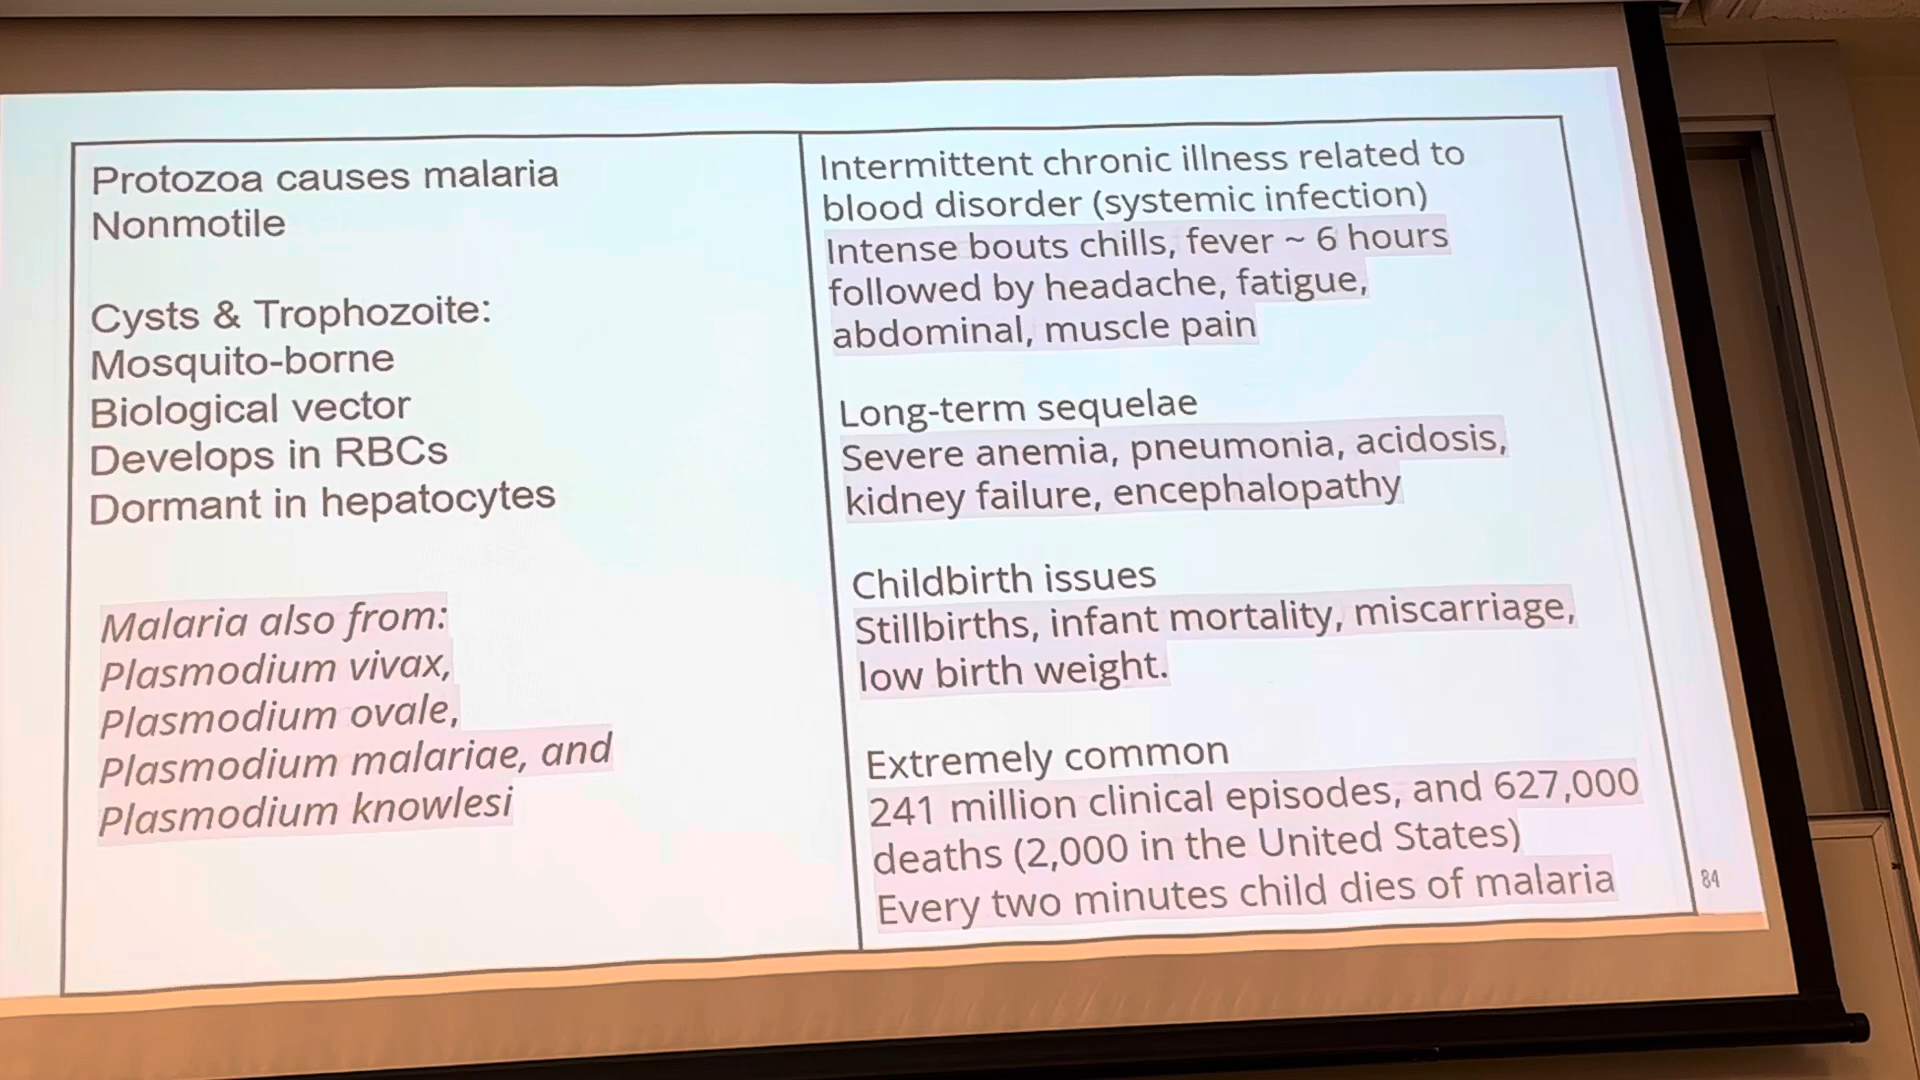 Protozoa causes malaria
Nonmotile
Cysts & Trophozoite:
Mosquito-borne
Biological vector
Develops in RBCs
Dormant in hepatocytes
Malaria also from:
Plasmodium vivax,
Plasmodium ovale,
Plasmodium malariae, and
Plasmodium knowlesi
Intermittent chronic illness related to
blood disorder (systemic infection)
Intense bouts chills, fever ~ 6 hours
followed by headache, fatigue,
abdominal, muscle pain
Long-term sequelae
Severe anemia, pneumonia, acidosis,
kidney failure, encephalopathy
Childbirth issues
Stillbirths, infant mortality, miscarriage,
low birth weight.
Extremely common
241 million clinical episodes, and 627,000
deaths (2,000 in the United States)
Every two minutes child dies of malaria
84